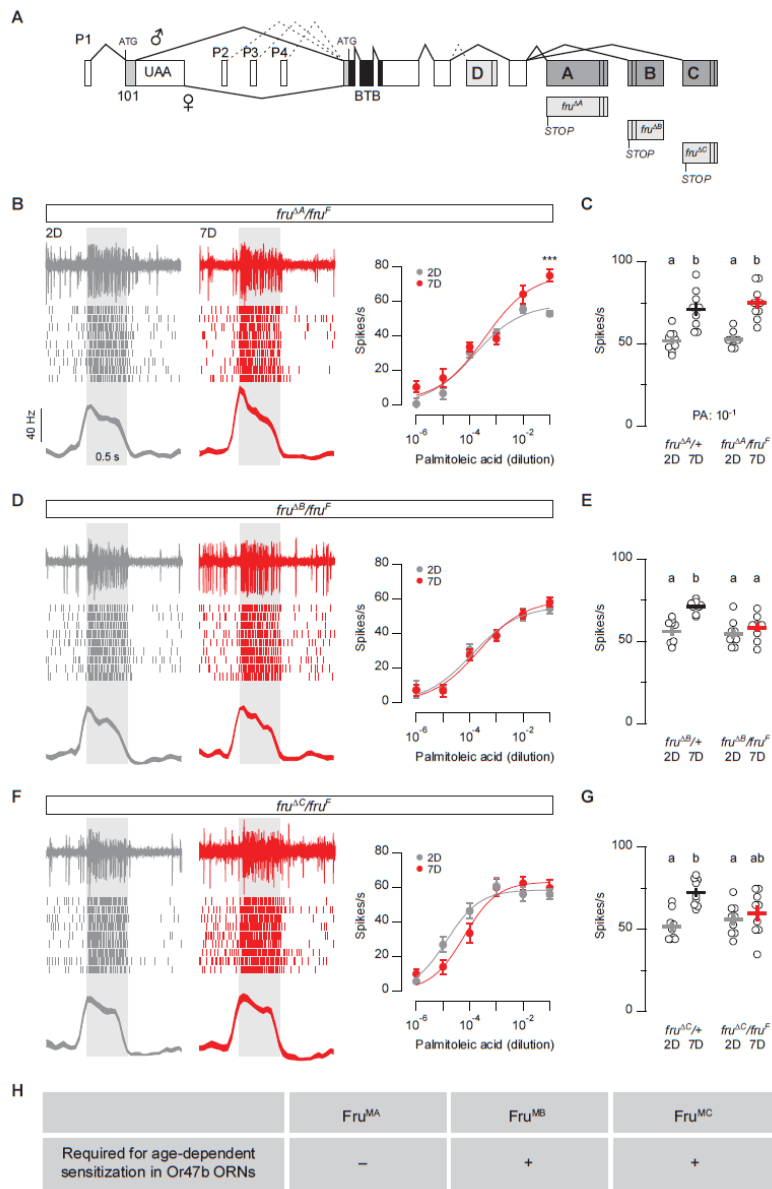 A
P1
ATG
♂
P2
P3
P4
ATG
UAA
101
♀
BTB
D
A
B
C
fruΔA
STOP
fruΔB
STOP
fruΔC
STOP
B
fruΔA/fruF
C
2D
7D
40 Hz
0.5 s
80
60
40
20
0
Spikes/s
2D
7D
***
10-6
10-4
10-2
Palmitoleic acid (dilution)
100
50
0
Spikes/s
a b a b
PA: 10-1
fruΔA/+ fruΔA/fruF
2D 7D 2D 7D
D
fruΔB/fruF
E
80
60
40
20
0
Spikes/s
2D
7D
10-6
10-4
10-2
Palmitoleic acid (dilution)
100
50
0
Spikes/s
a b a a
fruΔB/+ fruΔB/fruF
2D 7D 2D 7D
F
fruΔC/fruF
G
80
60
40
20
0
Spikes/s
2D
7D
10-6
10-4
10-2
Palmitoleic acid (dilution)
100
50
0
Spikes/s
a b a ab
fruΔC/+ fruΔC/fruF
2D 7D 2D 7D
H
FruMA FruMB FruMC
Required for age-dependent
sensitization in Or47b ORNs
– + +